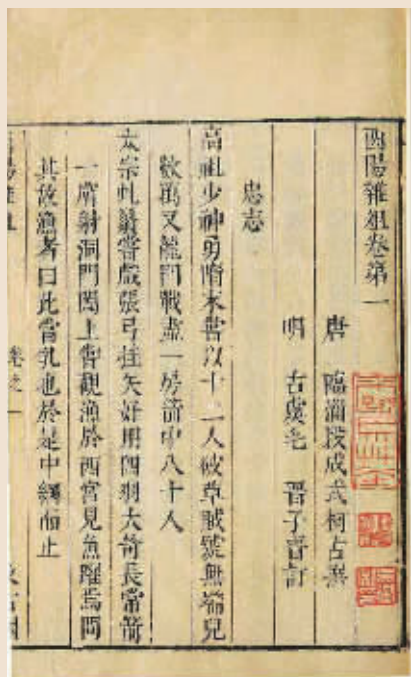 酉陽雜俎卷第一
唐 臨淄段成式柯古撰
明 古虞毛 晉子晉訂
忠志
高祖少神勇隋末嘗以十二人破草賊號無端兒
數萬又龍門戰盡一房箭中八十人
太宗虬鬚嘗戲張弓挂矢好用四羽大笴長常箭
一膚射洞門闔上嘗觀漁於西宮見魚躍焉問
其故漁者曰此當乳也於是中網而止